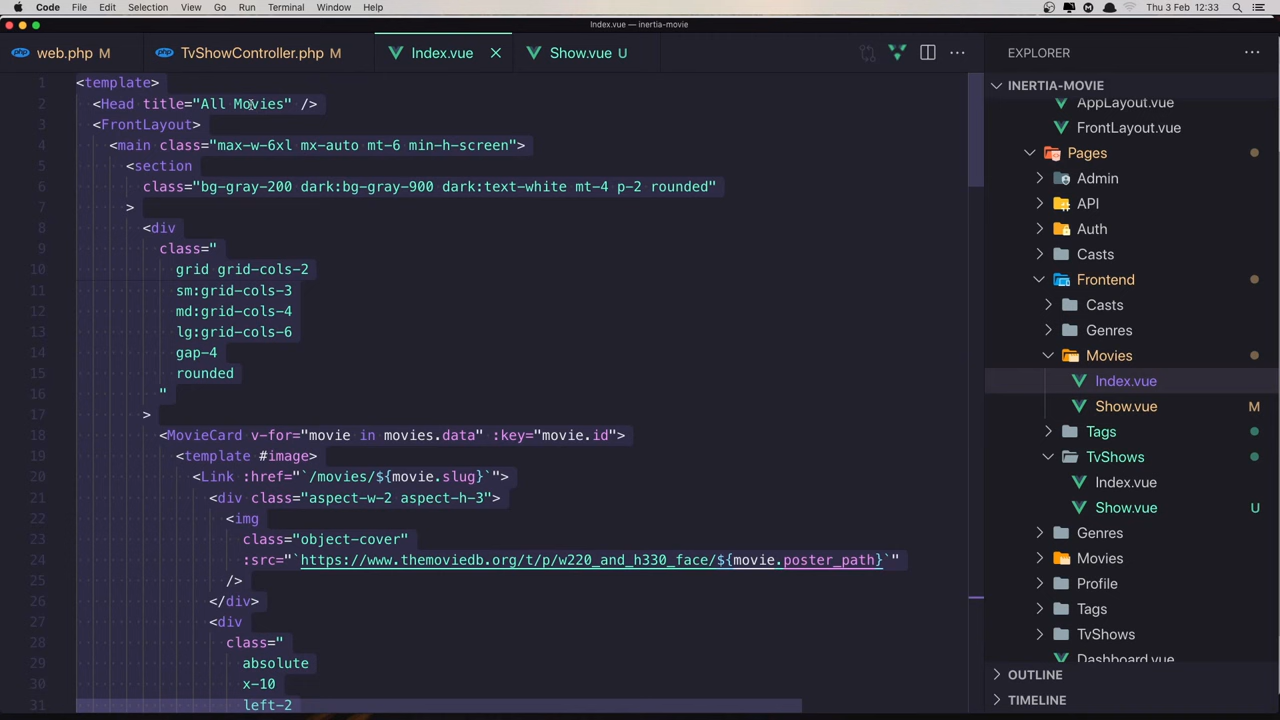 Code File Edit Selection View Go Run Terminal Window Help Thu 3 Feb 12:33
Index.vue — inertia-movie
web.php M TvShowController.php M Index.vue Show.vue U
EXPLORER
INERTIA-MOVIE
AppLayout.vue
FrontLayout.vue
Pages
Admin
API
Auth
Casts
Frontend
Casts
Genres
Movies
Index.vue
Show.vue M
Tags
TvShows
Index.vue
Show.vue U
Genres
Movies
Profile
Tags
TvShows
Dashboard.vue
OUTLINE
TIMELINE
1 <template>
2 <Head title="All Movies" />
3 <FrontLayout>
4 <main class="max-w-6xl mx-auto mt-6 min-h-screen">
5 <section
6 class="bg-gray-200 dark:bg-gray-900 dark:text-white mt-4 p-2 rounded"
7 >
8 <div
9 class="
10 grid grid-cols-2
11 sm:grid-cols-3
12 md:grid-cols-4
13 lg:grid-cols-6
14 gap-4
15 rounded
16 "
17 >
18 <MovieCard v-for="movie in movies.data" :key="movie.id">
19 <template #image>
20 <Link :href="`/movies/${movie.slug}`">
21 <div class="aspect-w-2 aspect-h-3">
22 <img
23 class="object-cover"
24 :src="`https://www.themoviedb.org/t/p/w220_and_h330_face/${movie.poster_path}`"
25 />
26 </div>
27 <div
28 class="
29 absolute
30 x-10
31 left-2